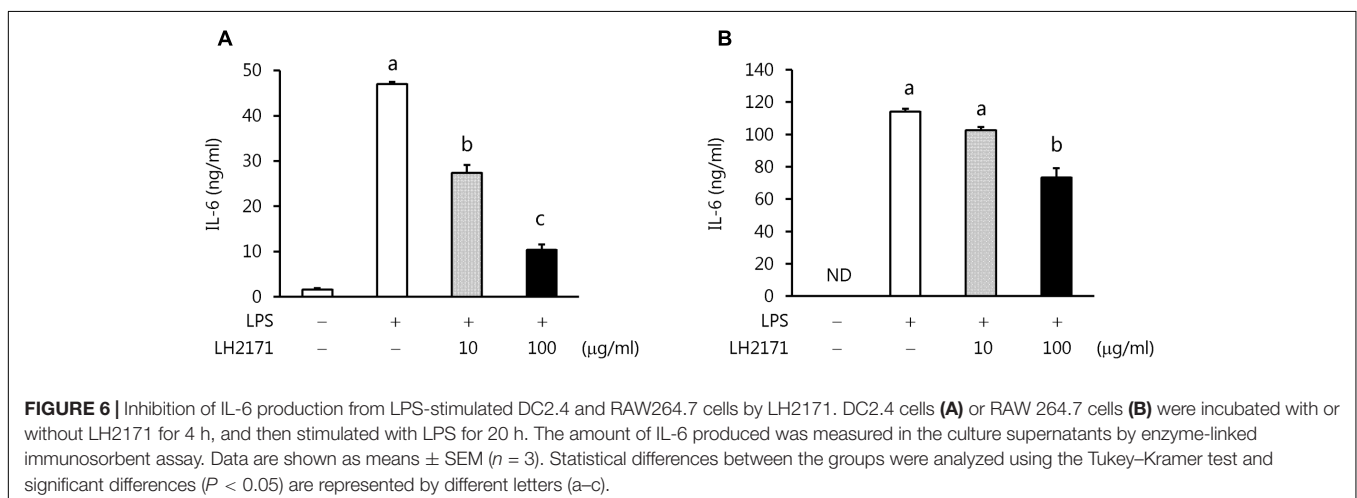 A
B
50
40
30
20
10
0
IL-6 (ng/ml)
a
b
c
LPS − + + +
LH2171 − − 10 100 (μg/ml)
140
120
100
80
60
40
20
0
IL-6 (ng/ml)
ND
a
a
b
LPS − + + +
LH2171 − − 10 100 (μg/ml)
FIGURE 6 | Inhibition of IL-6 production from LPS-stimulated DC2.4 and RAW264.7 cells by LH2171. DC2.4 cells (A) or RAW 264.7 cells (B) were incubated with or
without LH2171 for 4 h, and then stimulated with LPS for 20 h. The amount of IL-6 produced was measured in the culture supernatants by enzyme-linked
immunosorbent assay. Data are shown as means ± SEM (n = 3). Statistical differences between the groups were analyzed using the Tukey–Kramer test and
significant differences (P < 0.05) are represented by different letters (a–c).